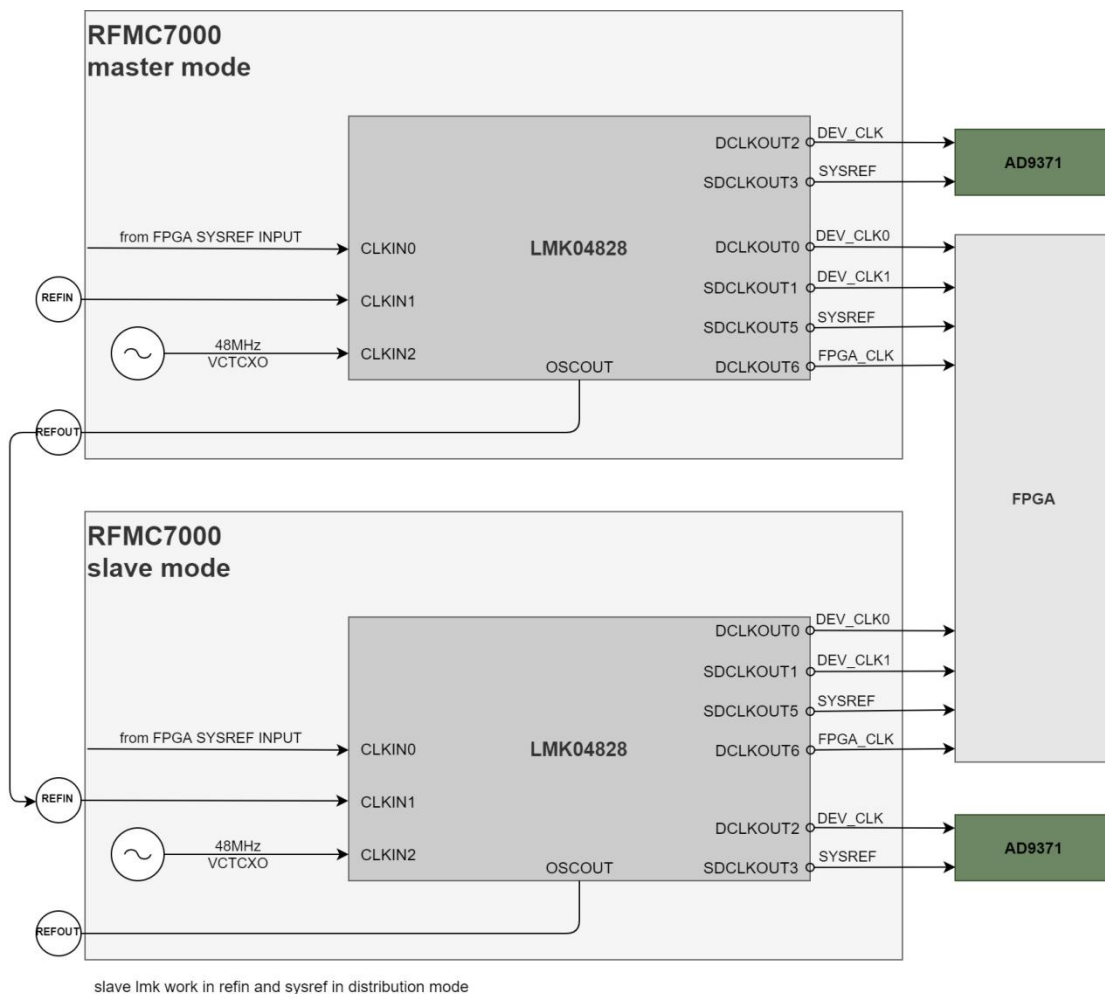 RFMC7000
master mode
DCLKOUT2
DEV_CLK
SDCLKOUT3
SYSREF
AD9371
from FPGA SYSREF INPUT
CLKIN0
LMK04828
DCLKOUT0
DEV_CLK0
REFIN
CLKIN1
SDCLKOUT1
DEV_CLK1
SDCLKOUT5
SYSREF
48MHz
VCTCXO
CLKIN2
OSCOUT
DCLKOUT6
FPGA_CLK
REFOUT
FPGA
RFMC7000
slave mode
DCLKOUT0
DEV_CLK0
SDCLKOUT1
DEV_CLK1
SDCLKOUT5
SYSREF
from FPGA SYSREF INPUT
CLKIN0
LMK04828
DCLKOUT6
FPGA_CLK
REFIN
CLKIN1
DCLKOUT2
DEV_CLK
48MHz
VCTCXO
CLKIN2
OSCOUT
SDCLKOUT3
SYSREF
AD9371
REFOUT
slave lmk work in refin and sysref in distribution mode